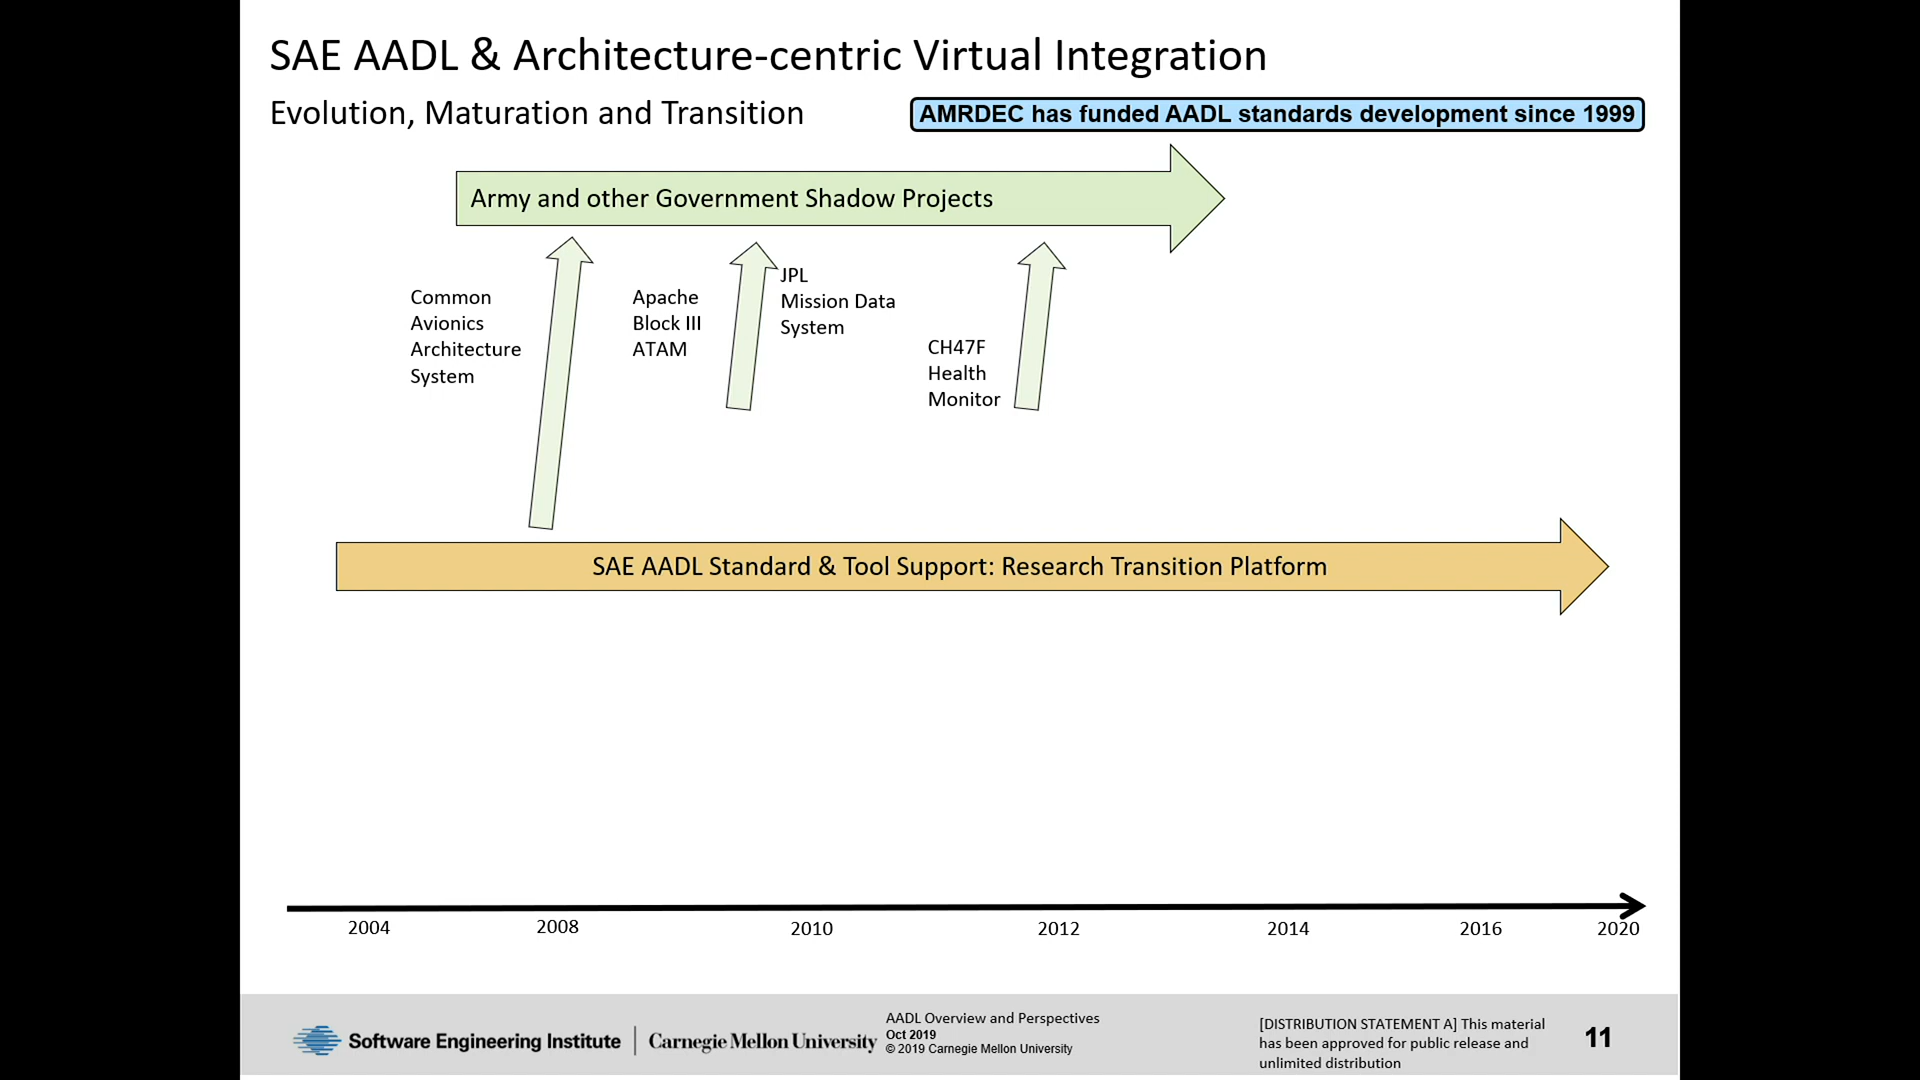 SAE AADL & Architecture-centric Virtual Integration
Evolution, Maturation and Transition
AMRDEC has funded AADL standards development since 1999
Army and other Government Shadow Projects
Common
Avionics
Architecture
System
Apache
Block III
ATAM
JPL
Mission Data
System
CH47F
Health
Monitor
SAE AADL Standard & Tool Support: Research Transition Platform
2004
2008
2010
2012
2014
2016
2020
Software Engineering Institute
Carnegie Mellon University
AADL Overview and Perspectives
Oct 2019
© 2019 Carnegie Mellon University
[DISTRIBUTION STATEMENT A] This material
has been approved for public release and
unlimited distribution
11